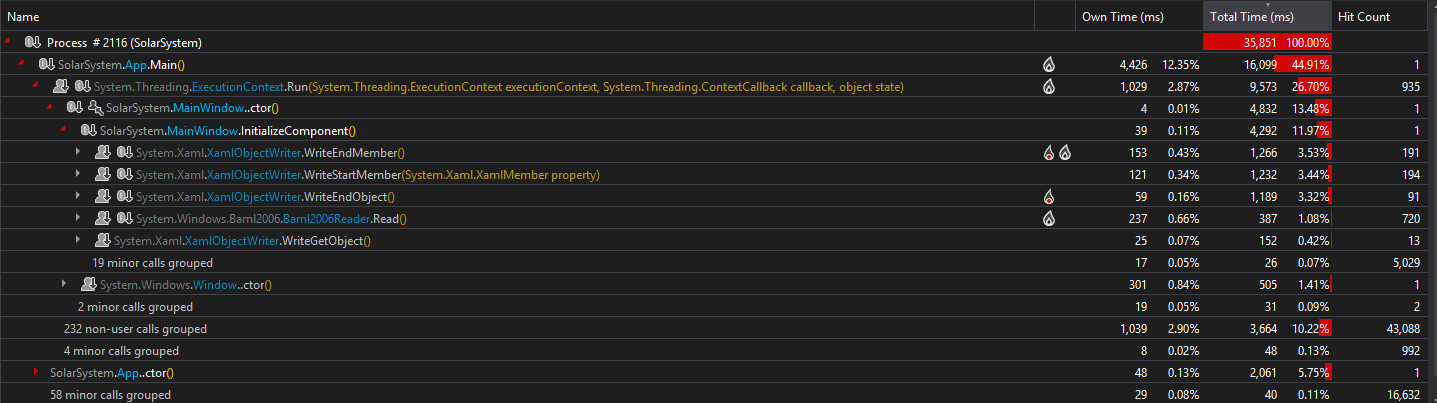 Name Own Time (ms) Total Time (ms) Hit Count
Process # 2116 (SolarSystem) 35,851 100.00%
SolarSystem.App.Main() 4,426 12.35% 16,099 44.91% 1
System.Threading.ExecutionContext.Run(System.Threading.ExecutionContext executionContext, System.Threading.ContextCallback callback, object state) 1,029 2.87% 9,573 26.70% 935
SolarSystem.MainWindow..ctor() 4 0.01% 4,832 13.48% 1
SolarSystem.MainWindow.InitializeComponent() 39 0.11% 4,292 11.97% 1
System.Xaml.XamlObjectWriter.WriteEndMember() 153 0.43% 1,266 3.53% 191
System.Xaml.XamlObjectWriter.WriteStartMember(System.Xaml.XamlMember property) 121 0.34% 1,232 3.44% 194
System.Xaml.XamlObjectWriter.WriteEndObject() 59 0.16% 1,189 3.32% 91
System.Windows.Baml2006.Baml2006Reader.Read() 237 0.66% 387 1.08% 720
System.Xaml.XamlObjectWriter.WriteGetObject() 25 0.07% 152 0.42% 13
19 minor calls grouped 17 0.05% 26 0.07% 5,029
System.Windows.Window..ctor() 301 0.84% 505 1.41% 1
2 minor calls grouped 19 0.05% 31 0.09% 2
232 non-user calls grouped 1,039 2.90% 3,664 10.22% 43,088
4 minor calls grouped 8 0.02% 48 0.13% 992
SolarSystem.App..ctor() 48 0.13% 2,061 5.75% 1
58 minor calls grouped 29 0.08% 40 0.11% 16,632